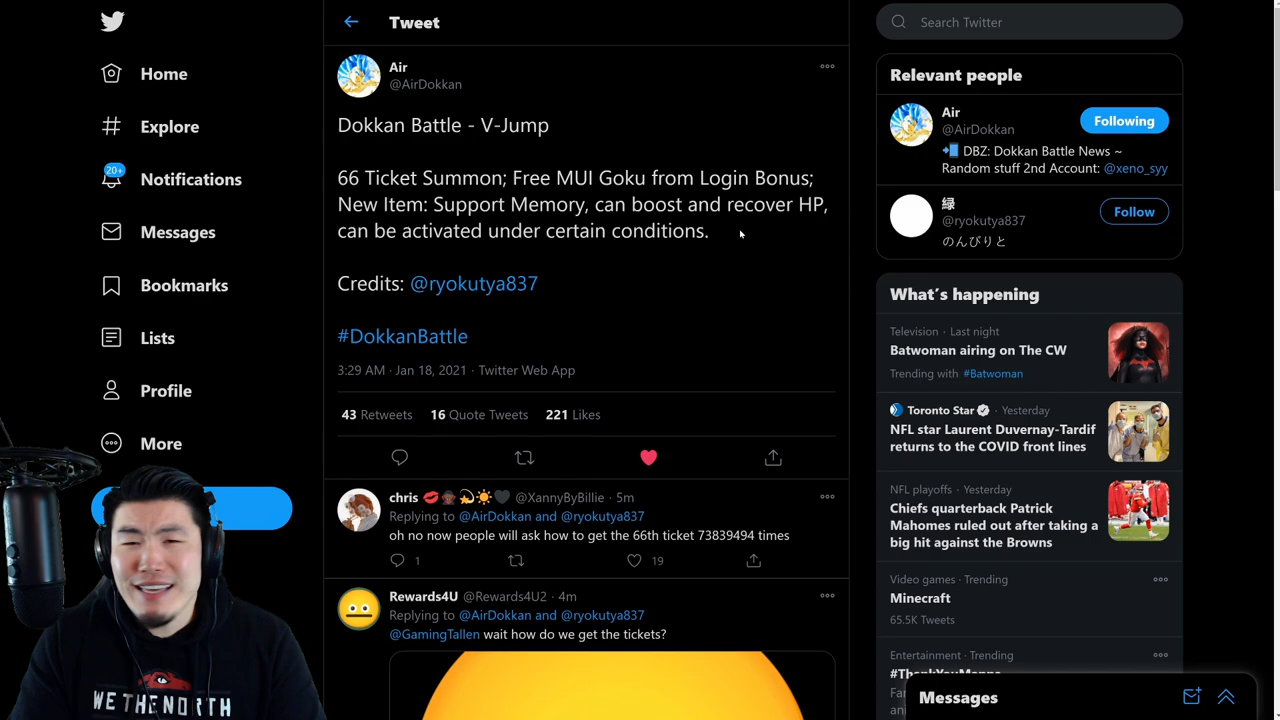 Home
Explore
20+
Notifications
Messages
Bookmarks
Lists
Profile
More
Tweet
Air
@AirDokkan
Dokkan Battle - V-Jump
66 Ticket Summon; Free MUI Goku from Login Bonus;
New Item: Support Memory, can boost and recover HP,
can be activated under certain conditions.
Credits: @ryokutya837
#DokkanBattle
3:29 AM · Jan 18, 2021 · Twitter Web App
43 Retweets 16 Quote Tweets 221 Likes
chris @XannyByBillie · 5m
Replying to @AirDokkan and @ryokutya837
oh no now people will ask how to get the 66th ticket 73839494 times
1 19
Rewards4U @Rewards4U2 · 4m
Replying to @AirDokkan and @ryokutya837
@GamingTallen wait how do we get the tickets?
Search Twitter
Relevant people
Air
@AirDokkan
Following
DBZ: Dokkan Battle News ~
Random stuff 2nd Account: @xeno_syy
緑
@ryokutya837
Follow
のんびりと
What's happening
Television · Last night
Batwoman airing on The CW
Trending with #Batwoman
Toronto Star · Yesterday
NFL star Laurent Duvernay-Tardif
returns to the COVID front lines
NFL playoffs · Yesterday
Chiefs quarterback Patrick
Mahomes ruled out after taking a
big hit against the Browns
Video games · Trending
Minecraft
65.5K Tweets
Entertainment · Trending
Messages
WE THE NORTH